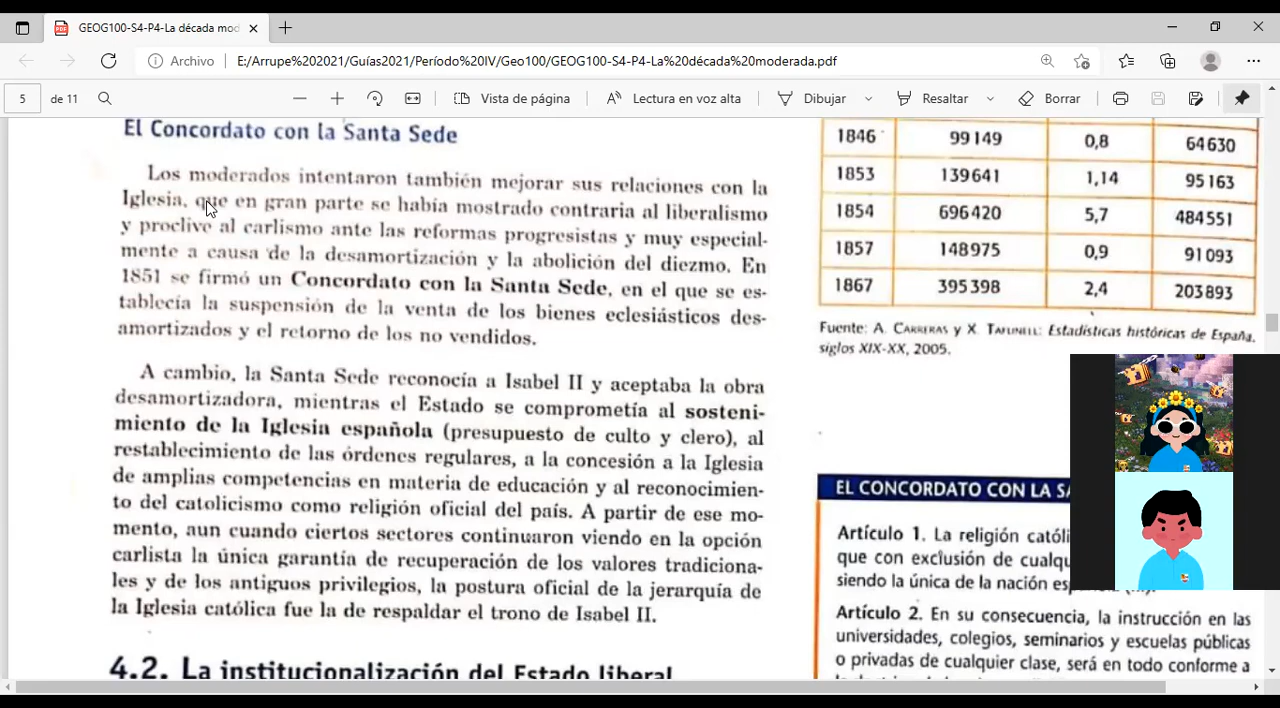 GEOG100-S4-P4-La década mod
Archivo
E:/Arrupe%202021/Guías2021/Período%20IV/Geo100/GEOG100-S4-P4-La%20década%20moderada.pdf
5 de 11
Vista de página
Lectura en voz alta
Dibujar
Resaltar
Borrar
El Concordato con la Santa Sede
Los moderados intentaron también mejorar sus relaciones con la
Iglesia, que en gran parte se había mostrado contraria al liberalismo
y proclive al carlismo ante las reformas progresistas y muy especial-
mente a causa de la desamortización y la abolición del diezmo. En
1851 se firmó un Concordato con la Santa Sede, en el que se es-
tablecía la suspensión de la venta de los bienes eclesiásticos des-
amortizados y el retorno de los no vendidos.
A cambio, la Santa Sede reconocía a Isabel II y aceptaba la obra
desamortizadora, mientras el Estado se comprometía al sosteni-
miento de la Iglesia española (presupuesto de culto y clero), al
restablecimiento de las órdenes regulares, a la concesión a la Iglesia
de amplias competencias en materia de educación y al reconocimien-
to del catolicismo como religión oficial del país. A partir de ese mo-
mento, aun cuando ciertos sectores continuaron viendo en la opción
carlista la única garantía de recuperación de los valores tradiciona-
les y de los antiguos privilegios, la postura oficial de la jerarquía de
la Iglesia católica fue la de respaldar el trono de Isabel II.
4.2. La institucionalización del Estado liberal
1846 99 149 0,8 64 630
1853 139 641 1,14 95 163
1854 696 420 5,7 484 551
1857 148 975 0,9 91 093
1867 395 398 2,4 203 893
Fuente: A. CARRERAS y X. TAFUNELL: Estadísticas históricas de España,
siglos XIX-XX, 2005.
EL CONCORDATO CON LA SA
Artículo 1. La religión católi
que con exclusión de cualqu
siendo la única de la nación es
Artículo 2. En su consecuencia, la instrucción en las
universidades, colegios, seminarios y escuelas públicas
o privadas de cualquier clase, será en todo conforme a